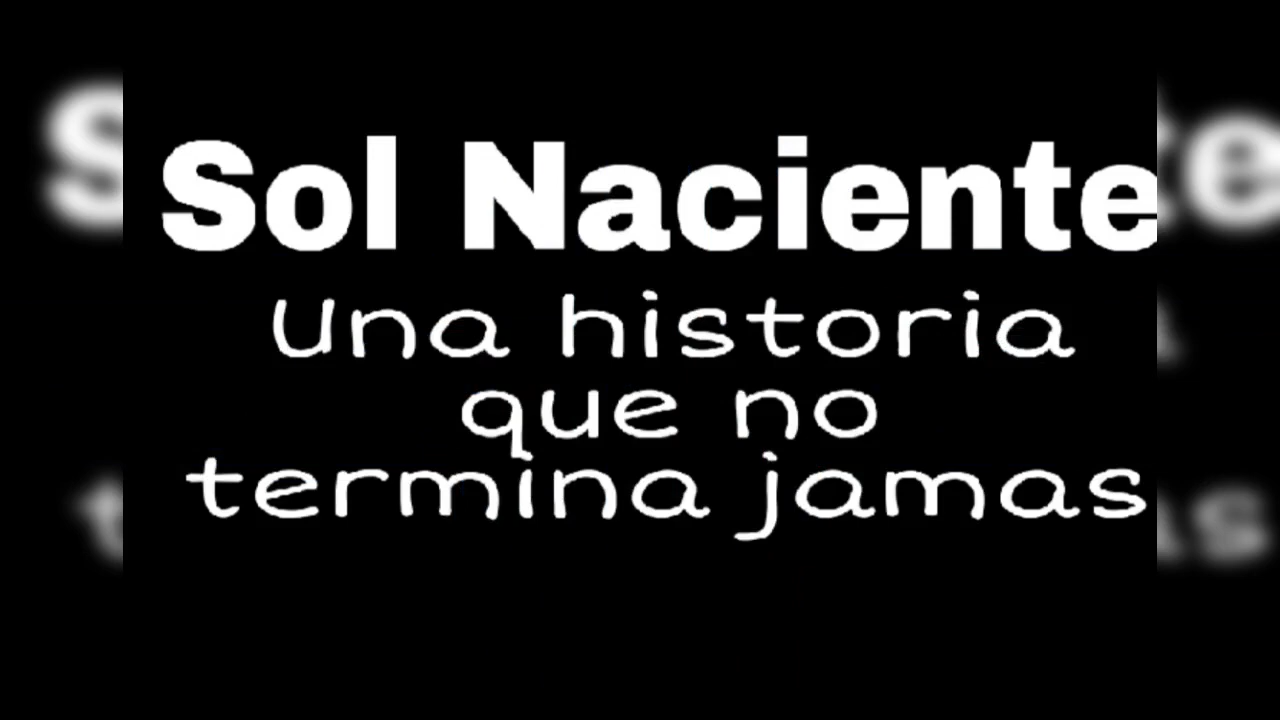 Sol Naciente
Una historia
que no
termina jamas